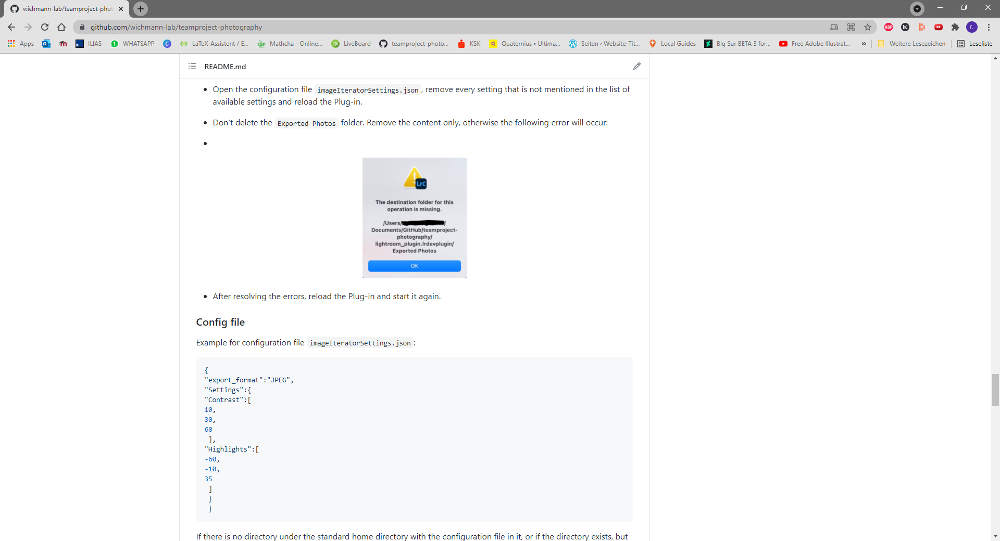 wichmann-lab/teamproject-phot
github.com/wichmann-lab/teamproject-photography
ABP
r.
Apps
ILIAS
ILIAS
WHATSAPP
C
LaTeX-Assistent / E...
Mathcha - Online...
LiveBoard
teamproject-photo...
KSK
q
Quaternius • Ultima...
Seiten ‹ Website-Tit...
Local Guides
Big Sur BETA 3 for...
Free Adobe Illustrat...
»
Weitere Lesezeichen
Leseliste
README.md
• Open the configuration file imageIteratorSettings.json, remove every setting that is not mentioned in the list of
available settings and reload the Plug-in.
• Don't delete the Exported Photos folder. Remove the content only, otherwise the following error will occur:
•
LrC
The destination folder for this
operation is missing.
/Users/ /
Documents/GitHub/teamproject-
photography/
lightroom_plugin.lrdevplugin/
Exported Photos
OK
• After resolving the errors, reload the Plug-in and start it again.
Config file
Example for configuration file imageIteratorSettings.json:
{
"export_format":"JPEG",
"Settings":{
"Contrast":[
10,
30,
60
],
"Highlights":[
-60,
-10,
35
]
}
}
If there is no directory under the standard home directory with the configuration file in it, or if the directory exists, but